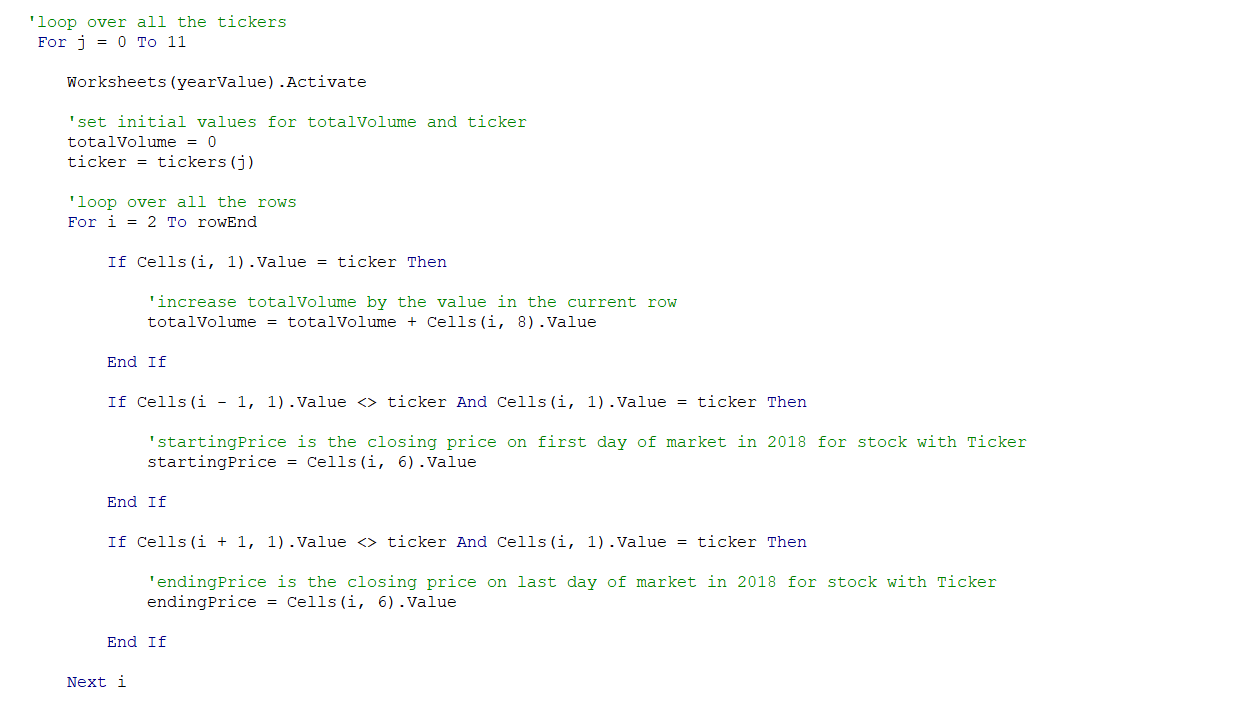 'loop over all the tickers
For j = 0 To 11
Worksheets(yearValue).Activate
'set initial values for totalVolume and ticker
totalVolume = 0
ticker = tickers(j)
'loop over all the rows
For i = 2 To rowEnd
If Cells(i, 1).Value = ticker Then
'increase totalVolume by the value in the current row
totalVolume = totalVolume + Cells(i, 8).Value
End If
If Cells(i - 1, 1).Value <> ticker And Cells(i, 1).Value = ticker Then
'startingPrice is the closing price on first day of market in 2018 for stock with Ticker
startingPrice = Cells(i, 6).Value
End If
If Cells(i + 1, 1).Value <> ticker And Cells(i, 1).Value = ticker Then
'endingPrice is the closing price on last day of market in 2018 for stock with Ticker
endingPrice = Cells(i, 6).Value
End If
Next i